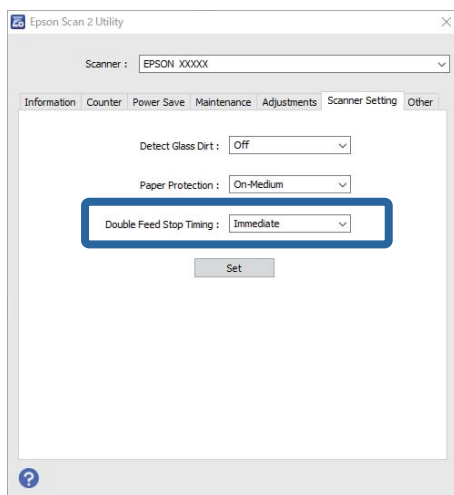 Epson Scan 2 Utility
Scanner : EPSON XXXXX
Information Counter Power Save Maintenance Adjustments Scanner Setting Other
Detect Glass Dirt : Off
Paper Protection : On-Medium
Double Feed Stop Timing : Immediate
Set
?